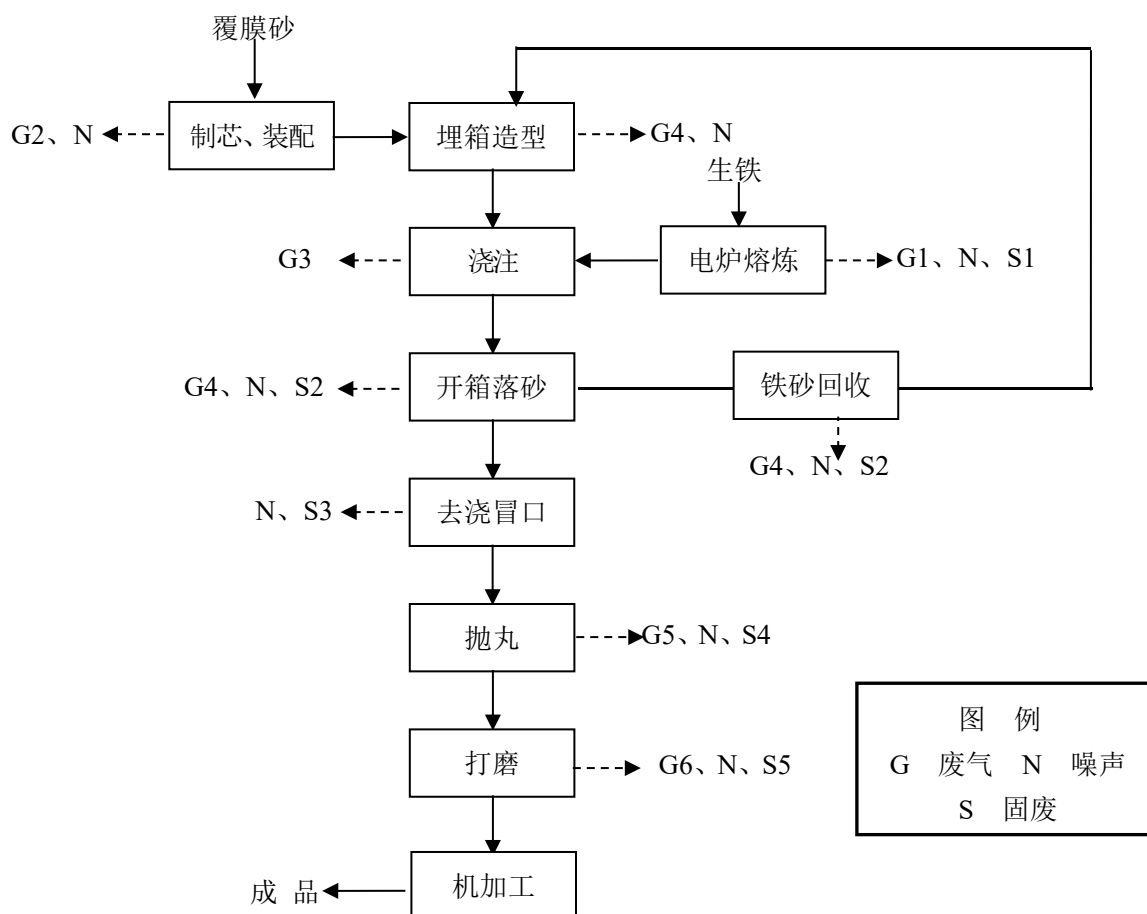 覆膜砂
G2、N
制芯、装配
埋箱造型
G4、N
生铁
G3
浇注
电炉熔炼
G1、N、S1
G4、N、S2
开箱落砂
铁砂回收
G4、N、S2
N、S3
去浇冒口
抛丸
G5、N、S4
打磨
G6、N、S5
图 例
G 废气 N 噪声
S 固废
成 品
机加工